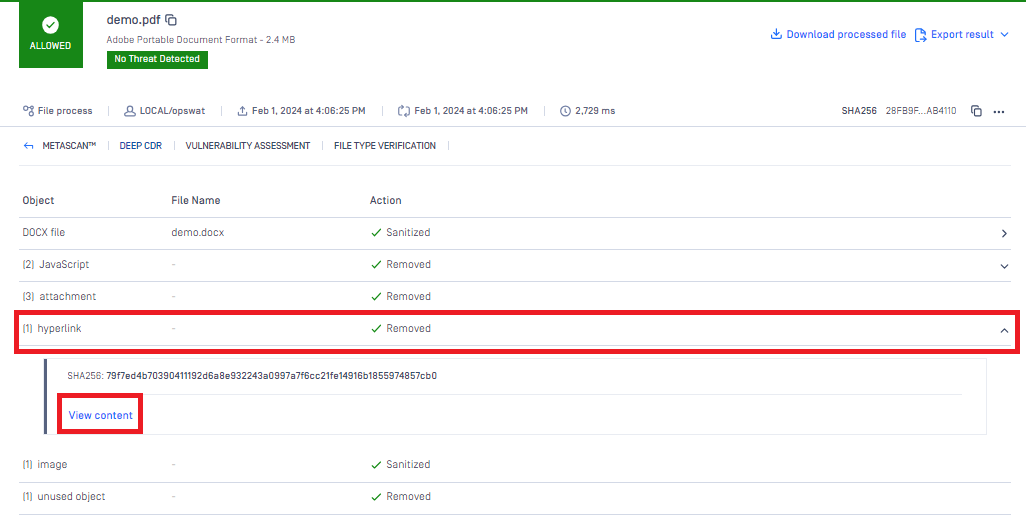 demo.pdf
ALLOWED
Adobe Portable Document Format - 2.4 MB
No Threat Detected
Download processed file Export result
File process LOCAL/opswat Feb 1, 2024 at 4:06:25 PM Feb 1, 2024 at 4:06:25 PM 2,729 ms SHA256 28FB9F...AB4110
METASCAN™ DEEP CDR VULNERABILITY ASSESSMENT FILE TYPE VERIFICATION
Object File Name Action
DOCX file demo.docx Sanitized
(2) JavaScript - Removed
(3) attachment - Removed
(1) hyperlink - Removed
SHA256: 79f7ed4b70390411192d6a8e932243a0997a7f6cc21fe14916b1855974857cb0
View content
(1) image - Sanitized
(1) unused object - Removed